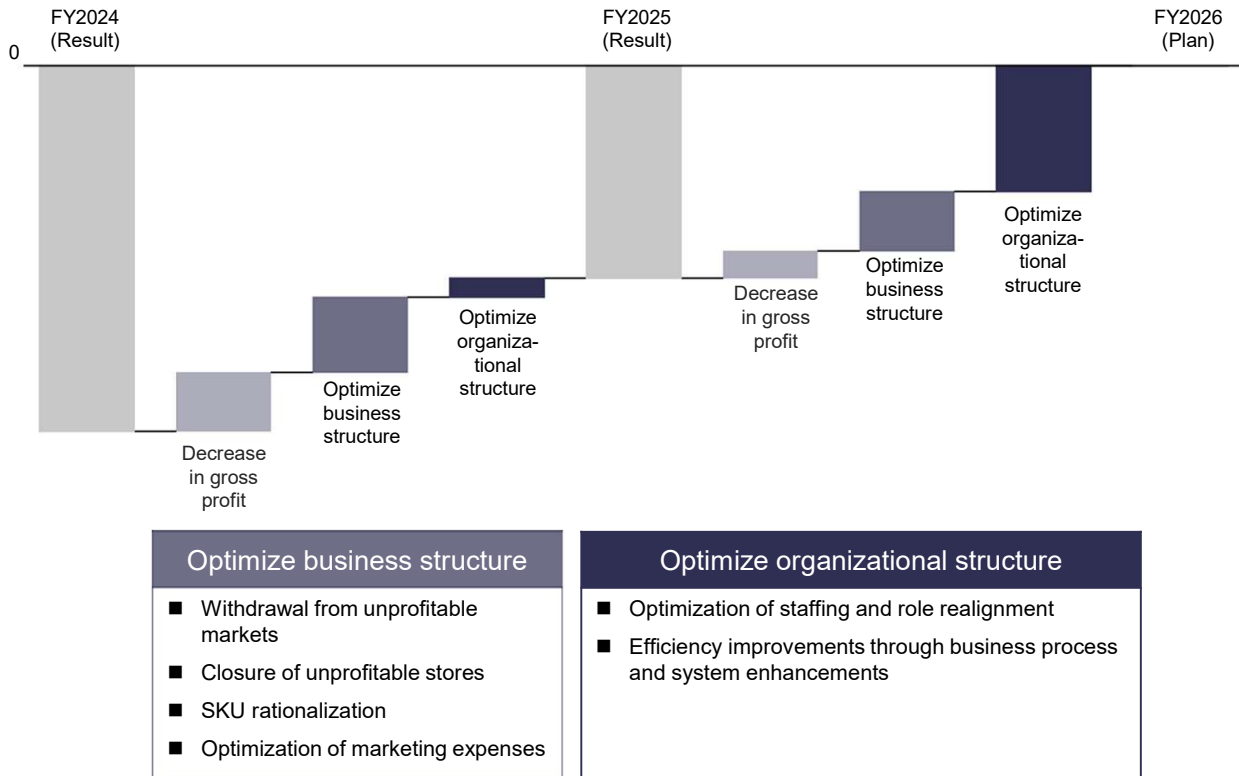 FY2024
(Result)
FY2025
(Result)
FY2026
(Plan)
0
Decrease
in gross
profit
Optimize
business
structure
Optimize
organiza-
tional
structure
Decrease
in gross
profit
Optimize
business
structure
Optimize
organiza-
tional
structure
Optimize business structure
■ Withdrawal from unprofitable
markets
■ Closure of unprofitable stores
■ SKU rationalization
■ Optimization of marketing expenses
Optimize organizational structure
■ Optimization of staffing and role realignment
■ Efficiency improvements through business process
and system enhancements